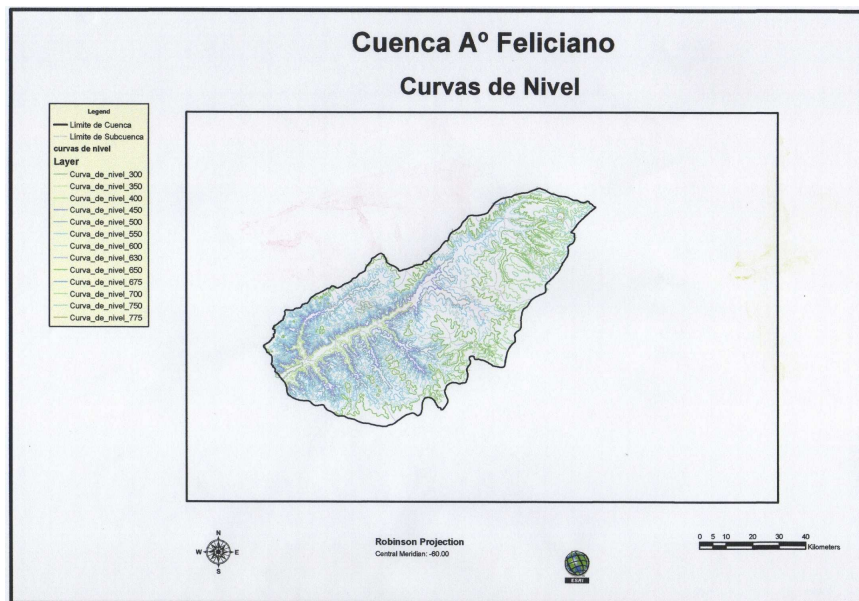 Cuenca Aº Feliciano
Curvas de Nivel
Legend
Límite de Cuenca
Límite de Subcuenca
curvas de nivel
Layer
Curva_de_nivel_300
Curva_de_nivel_350
Curva_de_nivel_400
Curva_de_nivel_450
Curva_de_nivel_500
Curva_de_nivel_550
Curva_de_nivel_600
Curva_de_nivel_630
Curva_de_nivel_650
Curva_de_nivel_675
Curva_de_nivel_700
Curva_de_nivel_750
Curva_de_nivel_775
N
W E
S
Robinson Projection
Central Meridian: -60.00
ESRI
0 5 10 20 30 40
Kilometers